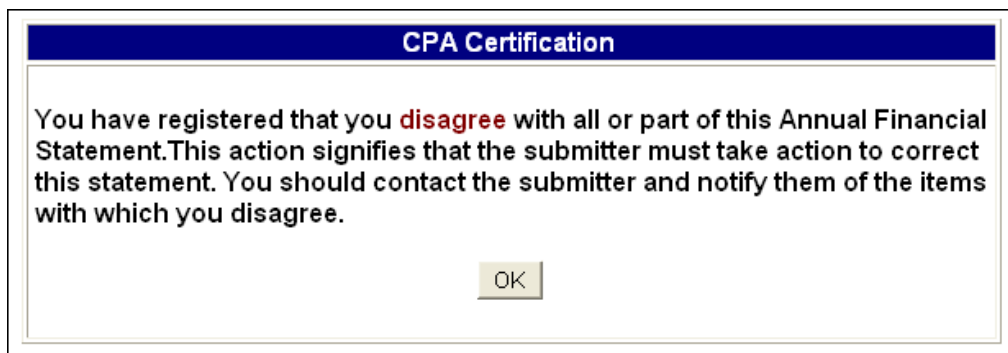 CPA Certification
You have registered that you disagree with all or part of this Annual Financial
Statement.This action signifies that the submitter must take action to correct
this statement. You should contact the submitter and notify them of the items
with which you disagree.
OK